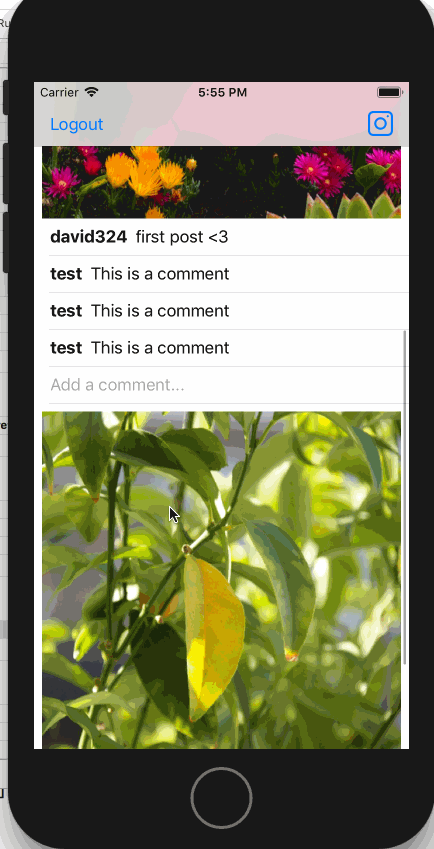 Carrier 5:55 PM
Logout
david324 first post <3
test This is a comment
test This is a comment
test This is a comment
Add a comment...